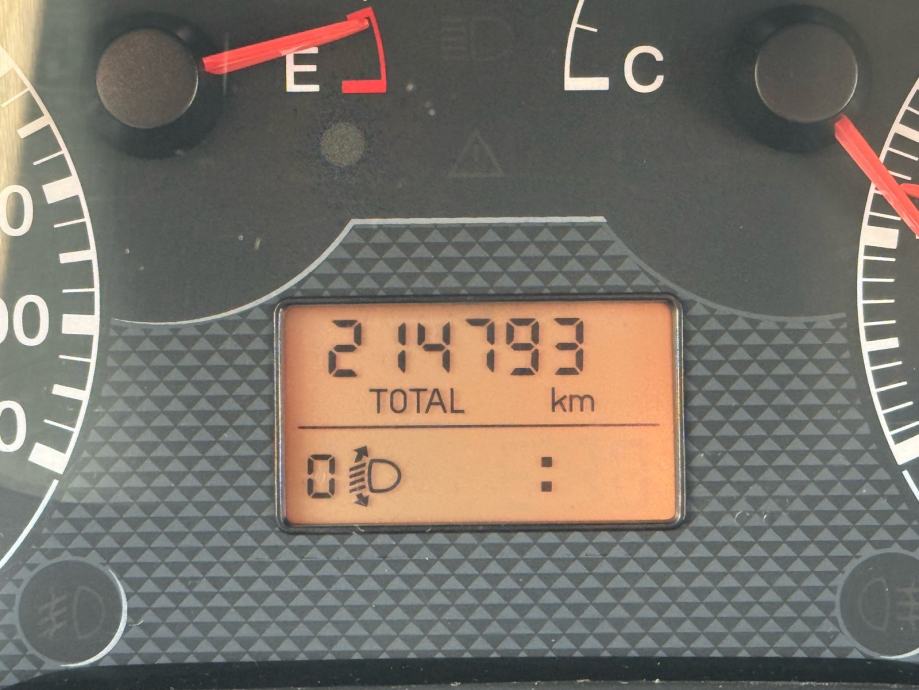 E
C
214793
TOTAL km
0 :